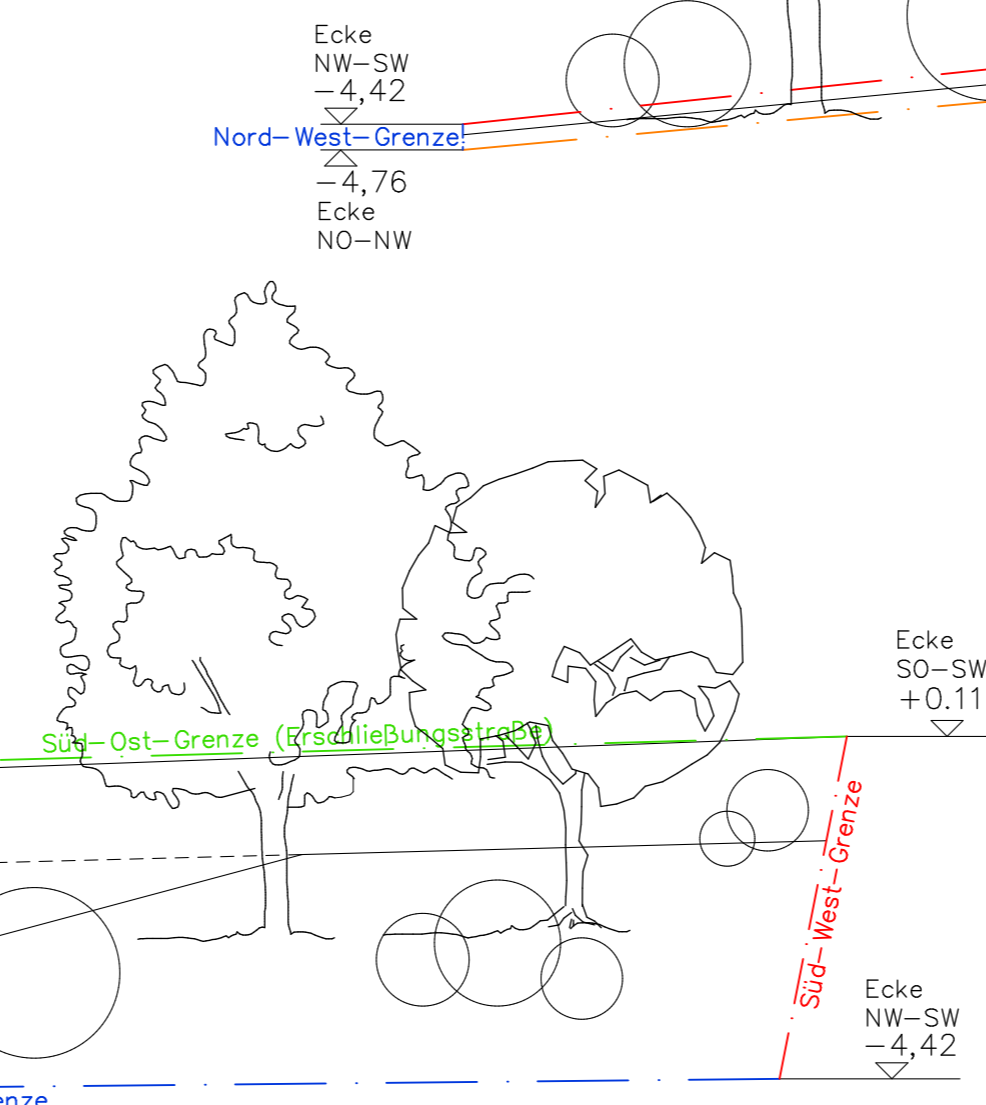 Ecke
NW-SW
-4,42
Nord-West-Grenze
-4,76
Ecke
NO-NW
Ecke
SO-SW
+0.11
Süd-Ost-Grenze (Erschließungsstraße)
Süd-West-Grenze
Ecke
NW-SW
-4,42